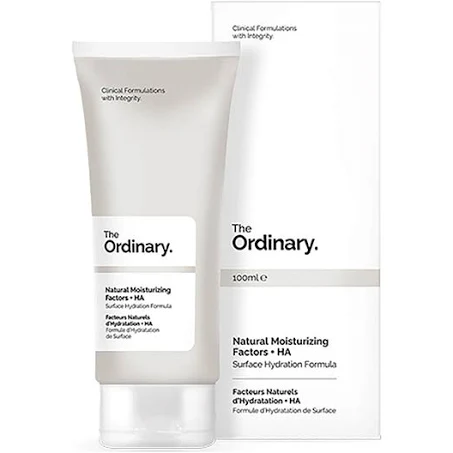 Clinical Formulations
with Integrity.
The
Ordinary.
Natural Moisturizing
Factors + HA
Surface Hydration Formula
Facteurs Naturels
d'Hydratation + HA
Formule d'Hydratation
de Surface
Clinical Formulations
with Integrity.
The
Ordinary.
100ml e
Natural Moisturizing
Factors + HA
Surface Hydration Formula
Facteurs Naturels
d'Hydratation + HA
Formule d'Hydratation de Surface